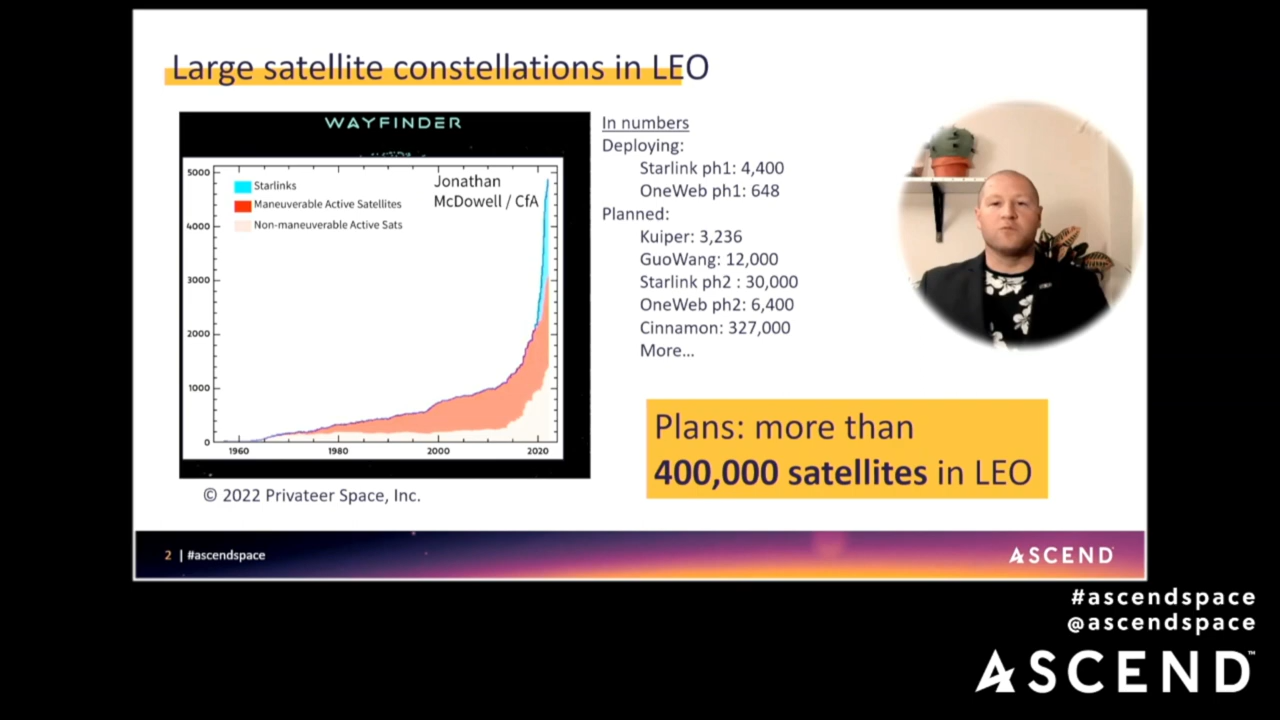 Large satellite constellations in LEO
WAYFINDER
5000
4000
3000
2000
1000
0
1960
1980
2000
2020
Starlinks
Maneuverable Active Satellites
Non-maneuverable Active Sats
Jonathan
McDowell / CfA
© 2022 Privateer Space, Inc.
In numbers
Deploying:
Starlink ph1: 4,400
OneWeb ph1: 648
Planned:
Kuiper: 3,236
GuoWang: 12,000
Starlink ph2 : 30,000
OneWeb ph2: 6,400
Cinnamon: 327,000
More...
Plans: more than
400,000 satellites in LEO
2 | #ascendspace
ASCEND
#ascendspace
@ascendspace
ASCEND™